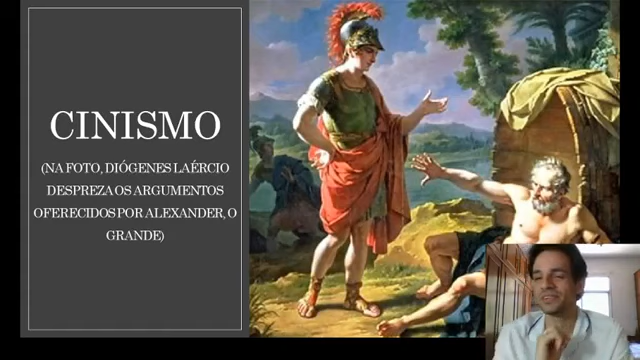 CINISMO
(NA FOTO, DIÓGENES LAÉRCIO
DESPREZA OS ARGUMENTOS
OFERECIDOS POR ALEXANDER, O
GRANDE)